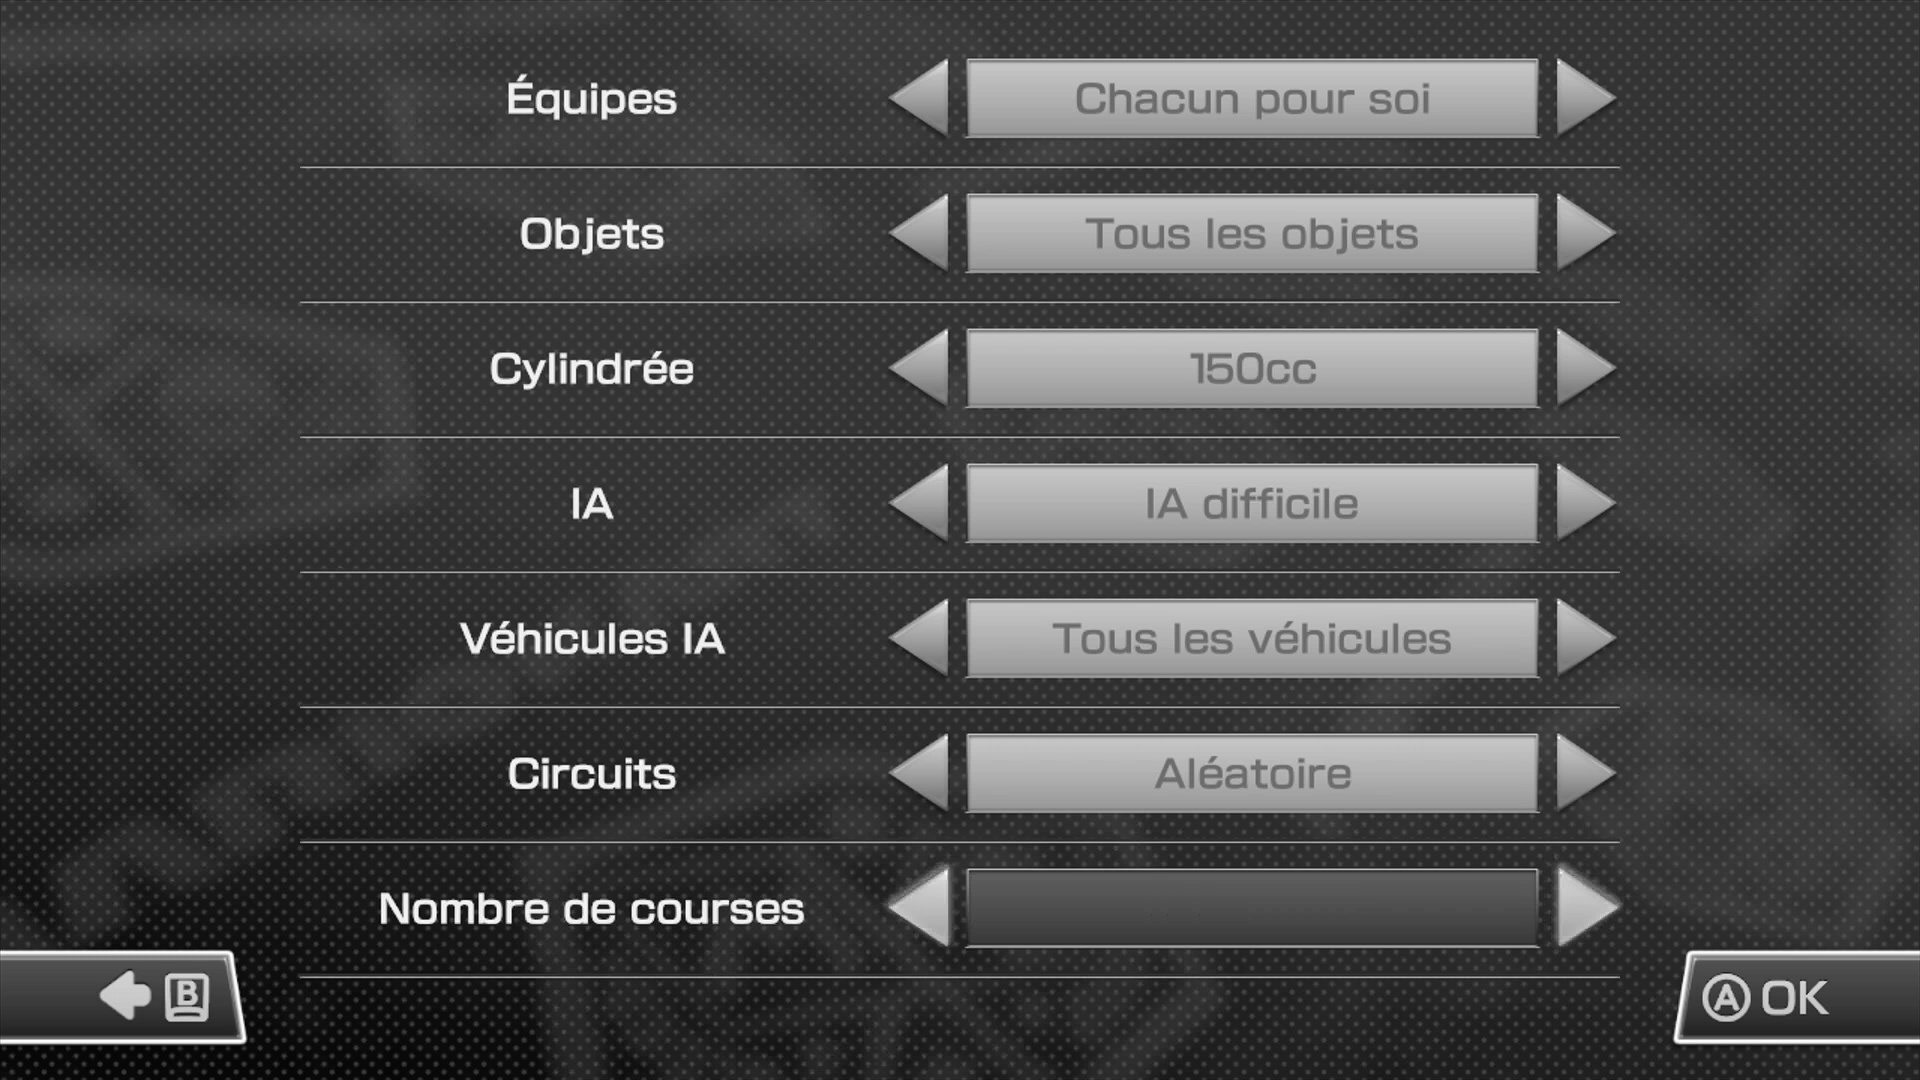 Équipes
Chacun pour soi
Objets
Tous les objets
Cylindrée
150cc
IA
IA difficile
Véhicules IA
Tous les véhicules
Circuits
Aléatoire
Nombre de courses
B
A OK